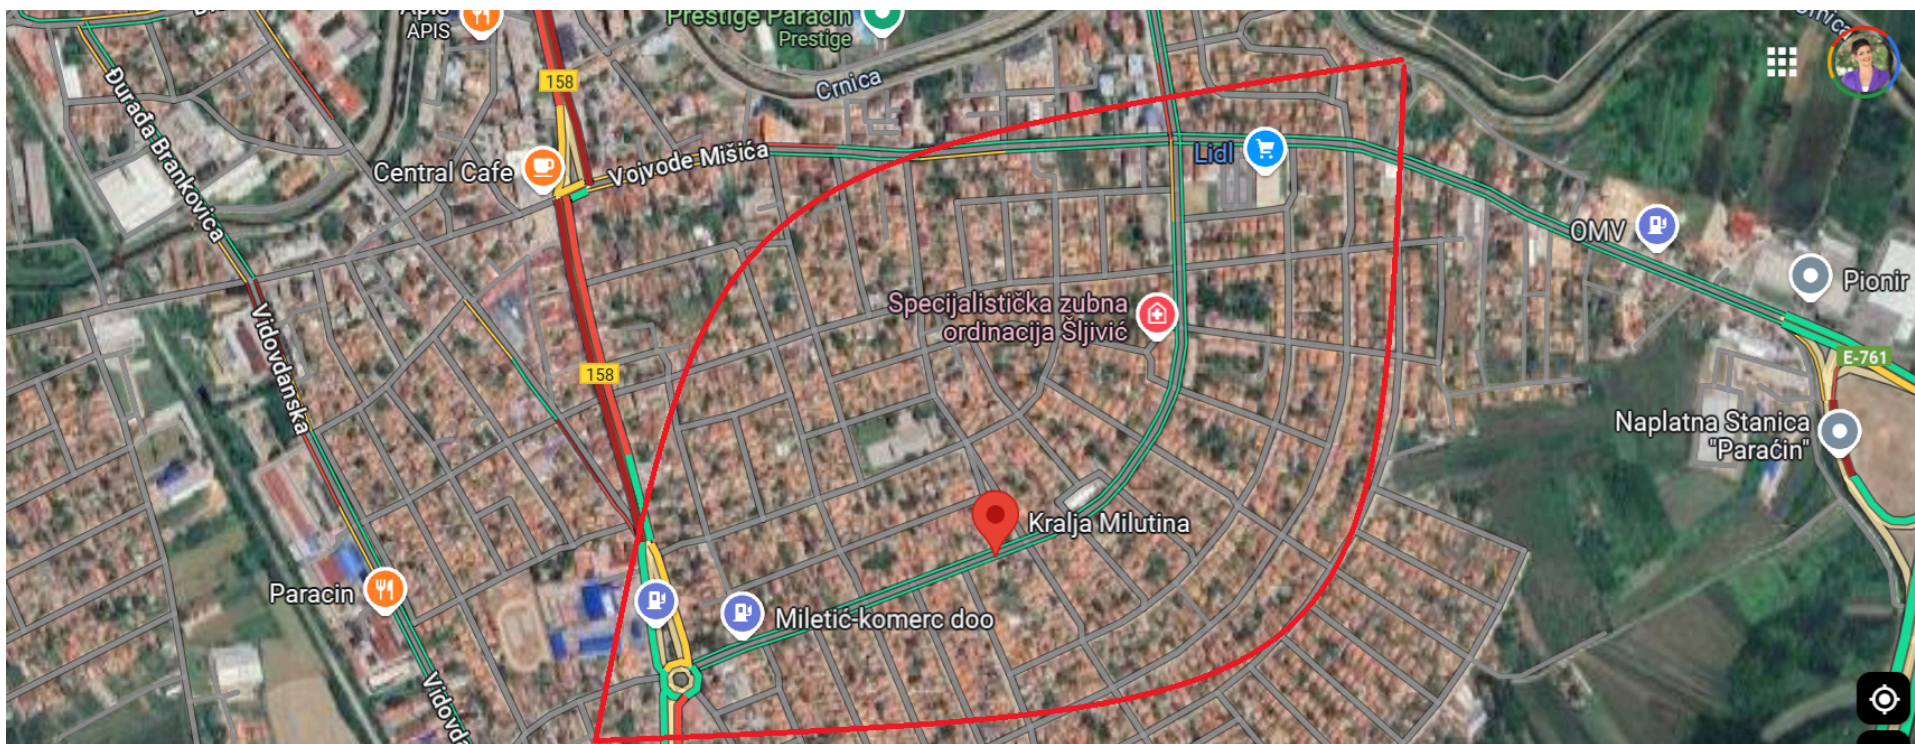 APIS
Prestige Paraćin
Prestige
Crnica
Crnica
158
Đurađa Brankovića
Central Cafe
Vojvode Mišića
Lidl
OMV
Pionir
Vidovdanska
Specijalistička zubna
ordinacija Šljivić
158
E-761
Naplatna Stanica
"Paraćin"
Kralja Milutina
Paracin
Miletić-komerc doo